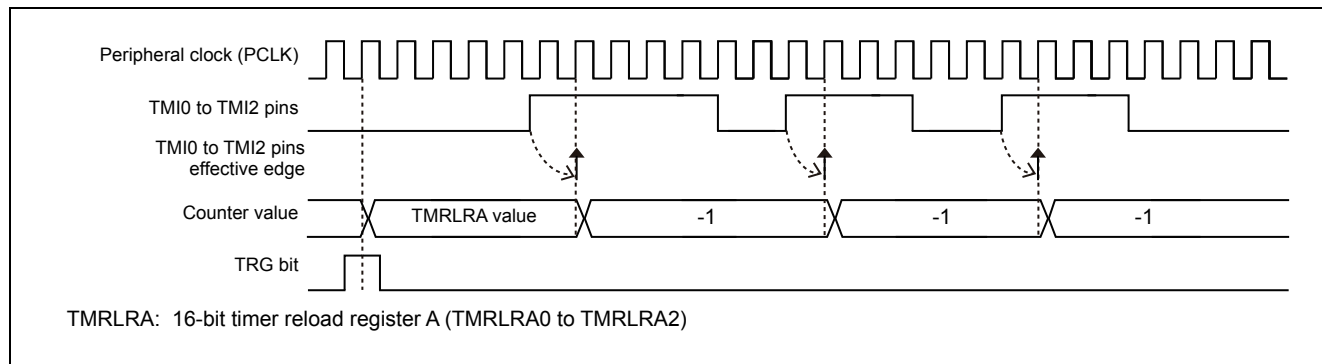 Peripheral clock (PCLK)
TMI0 to TMI2 pins
TMI0 to TMI2 pins
effective edge
Counter value
TMRLRA value
-1
-1
-1
TRG bit
TMRLRA: 16-bit timer reload register A (TMRLRA0 to TMRLRA2)